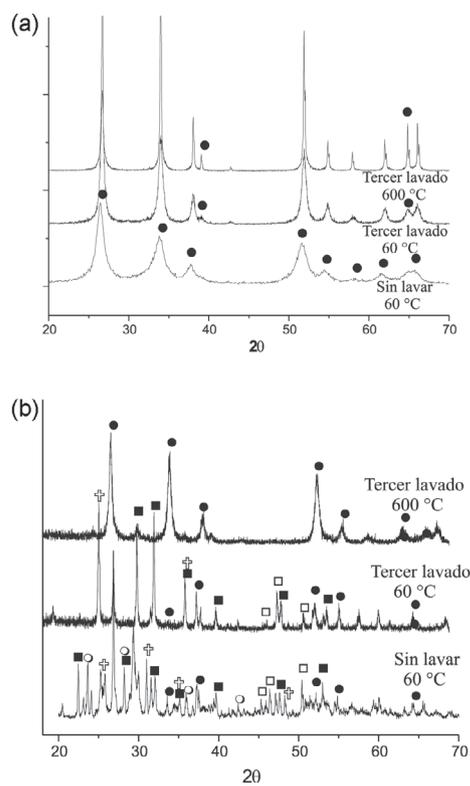 (a)
Tercer lavado
600 °C
Tercer lavado
60 °C
Sin lavar
60 °C
20 30 40 50 60 70
2θ
(b)
Tercer lavado
600 °C
Tercer lavado
60 °C
Sin lavar
60 °C
20 30 40 50 60 70
2θ